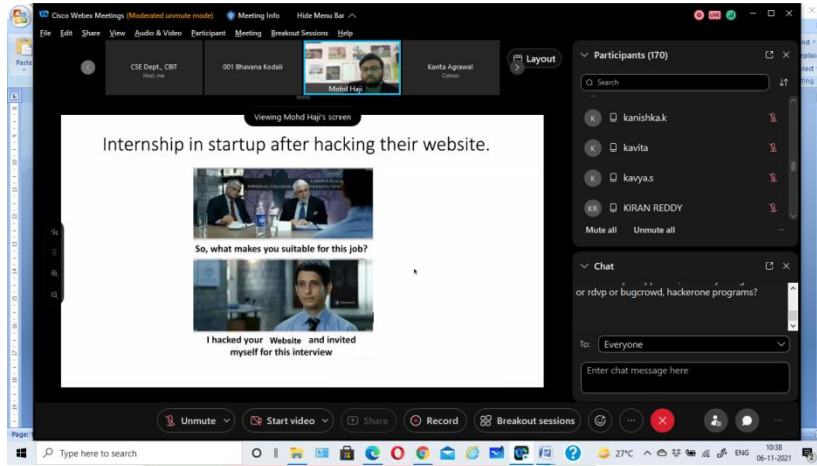 Cisco Webex Meetings (Moderated unmute mode) Meeting Info Hide Menu Bar
LIVE
File Edit Share View Audio & Video Participant Meeting Breakout Sessions Help
Paste
CSE Dept., CBIT
Host, me
001 Bhavana Kodali
Mohd Haji
Kavita Agrawal
Cohost
Layout
Viewing Mohd Haji's screen
Internship in startup after hacking their website.
So, what makes you suitable for this job?
I hacked your Website and invited
myself for this interview
Participants (170)
Search
K kanishka.k
K kavita
K kavya.s
KR KIRAN REDDY
Mute all Unmute all
Chat
or rdvp or bugcrowd, hackerone programs?
To: Everyone
Enter chat message here
Unmute Start video Share Record Breakout sessions
Page:
Type here to search
27°C ENG 10:38
06-11-2021